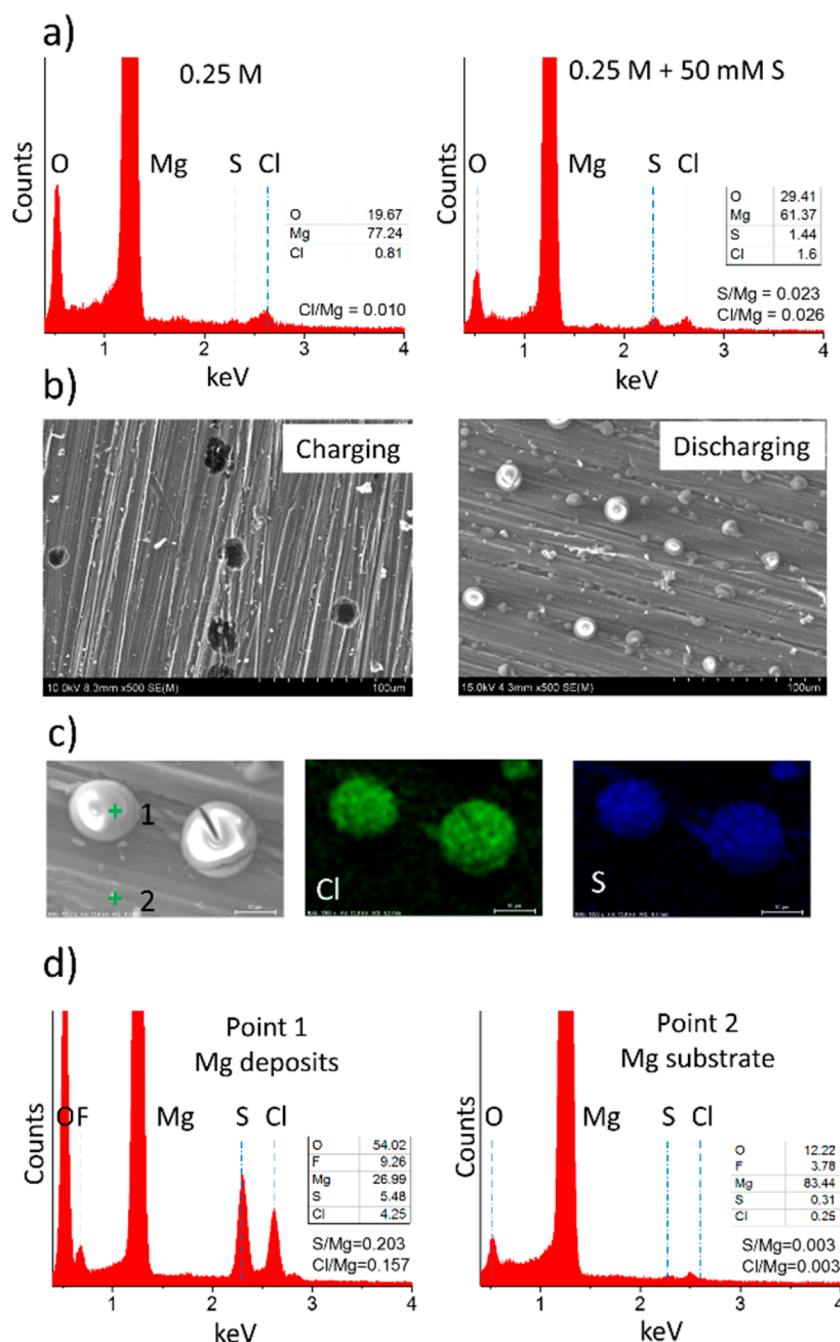 a)
0.25 M
0.25 M + 50 mM S
O Mg S Cl
O Mg S Cl
Counts
Counts
O 19.67
Mg 77.24
Cl 0.81
Cl/Mg = 0.010
O 29.41
Mg 61.37
S 1.44
Cl 1.6
S/Mg = 0.023
Cl/Mg = 0.026
1 2 3 4
1 2 3 4
keV
keV
b)
Charging
Discharging
10.0kV 8.3mm x500 SE(M) 100um
15.0kV 4.3mm x500 SE(M) 100um
c)
1
2
Cl
S
d)
Point 1
Mg deposits
Point 2
Mg substrate
O F Mg S Cl
O Mg S Cl
Counts
Counts
O 54.02
F 9.26
Mg 26.99
S 5.48
Cl 4.25
S/Mg=0.203
Cl/Mg=0.157
O 12.22
F 3.78
Mg 83.44
S 0.31
Cl 0.25
S/Mg=0.003
Cl/Mg=0.003
1 2 3 4
1 2 3 4
keV
keV